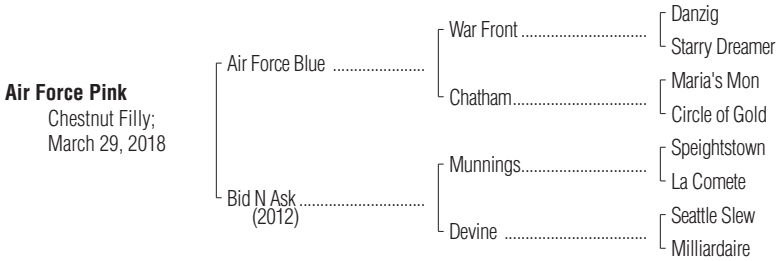 Air Force Pink
Chestnut Filly;
March 29, 2018
Air Force Blue ......................
Bid N Ask ..............................
(2012)
War Front ..............................
Chatham................................
Munnings..............................
Devine ..................................
Danzig
Starry Dreamer
Maria's Mon
Circle of Gold
Speightstown
La Comete
Seattle Slew
Milliardaire